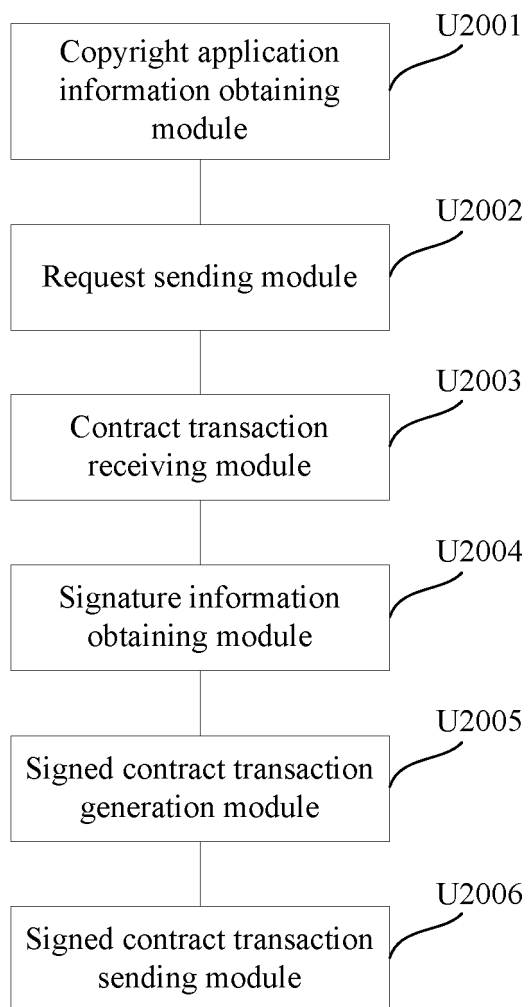 U2001
Copyright application
information obtaining
module
U2002
Request sending module
U2003
Contract transaction
receiving module
U2004
Signature information
obtaining module
U2005
Signed contract transaction
generation module
U2006
Signed contract transaction
sending module